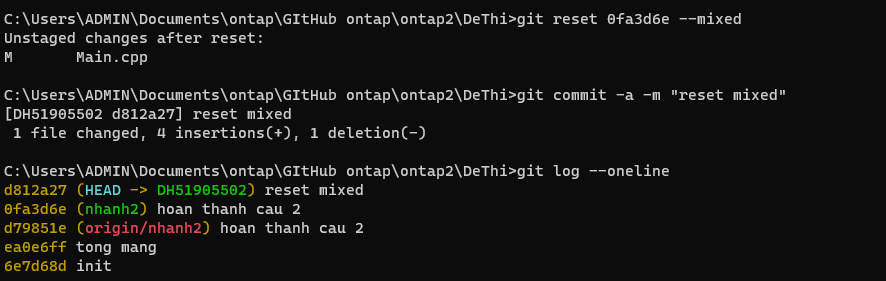 C:\Users\ADMIN\Documents\ontap\GItHub ontap\ontap2\DeThi>git reset 0fa3d6e --mixed
Unstaged changes after reset:
M       Main.cpp
C:\Users\ADMIN\Documents\ontap\GItHub ontap\ontap2\DeThi>git commit -a -m "reset mixed"
[DH51905502 d812a27] reset mixed
 1 file changed, 4 insertions(+), 1 deletion(-)
C:\Users\ADMIN\Documents\ontap\GItHub ontap\ontap2\DeThi>git log --oneline
d812a27 (HEAD -> DH51905502) reset mixed
0fa3d6e (nhanh2) hoan thanh cau 2
d79851e (origin/nhanh2) hoan thanh cau 2
ea0e6ff tong mang
6e7d68d init